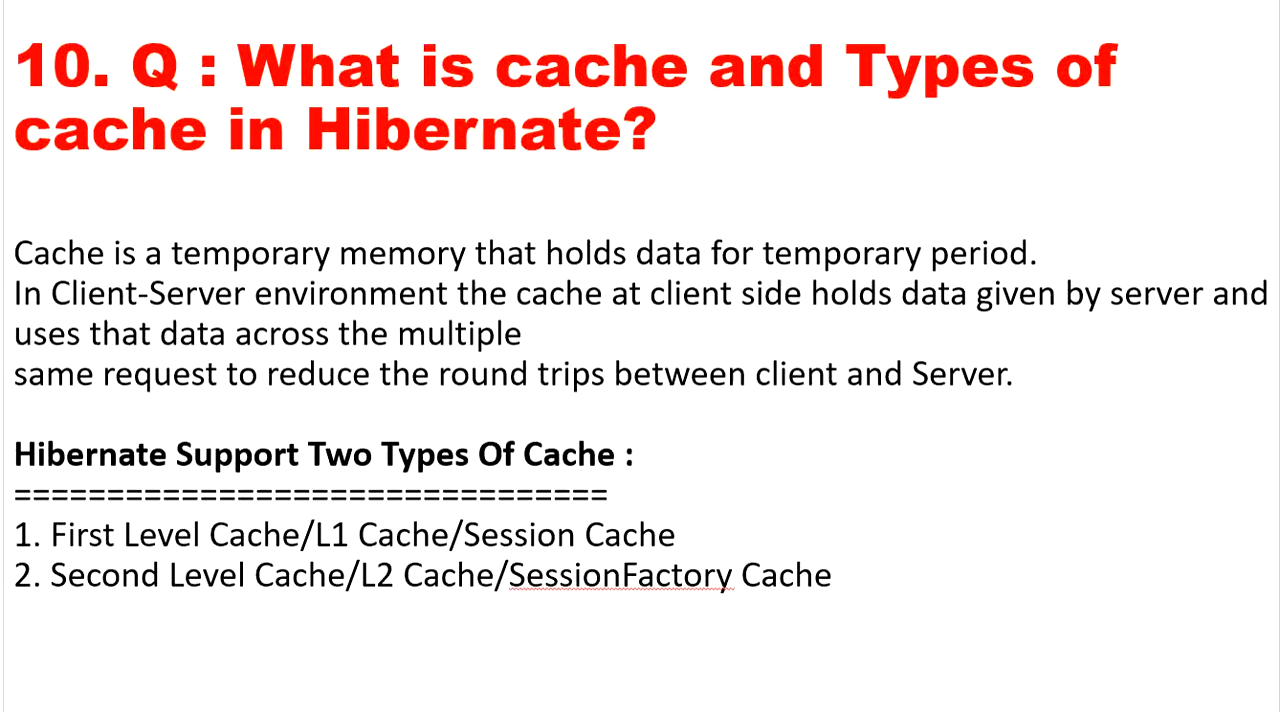 10. Q : What is cache and Types of
cache in Hibernate?
Cache is a temporary memory that holds data for temporary period.
In Client-Server environment the cache at client side holds data given by server and
uses that data across the multiple
same request to reduce the round trips between client and Server.
Hibernate Support Two Types Of Cache :
================================
1. First Level Cache/L1 Cache/Session Cache
2. Second Level Cache/L2 Cache/SessionFactory Cache